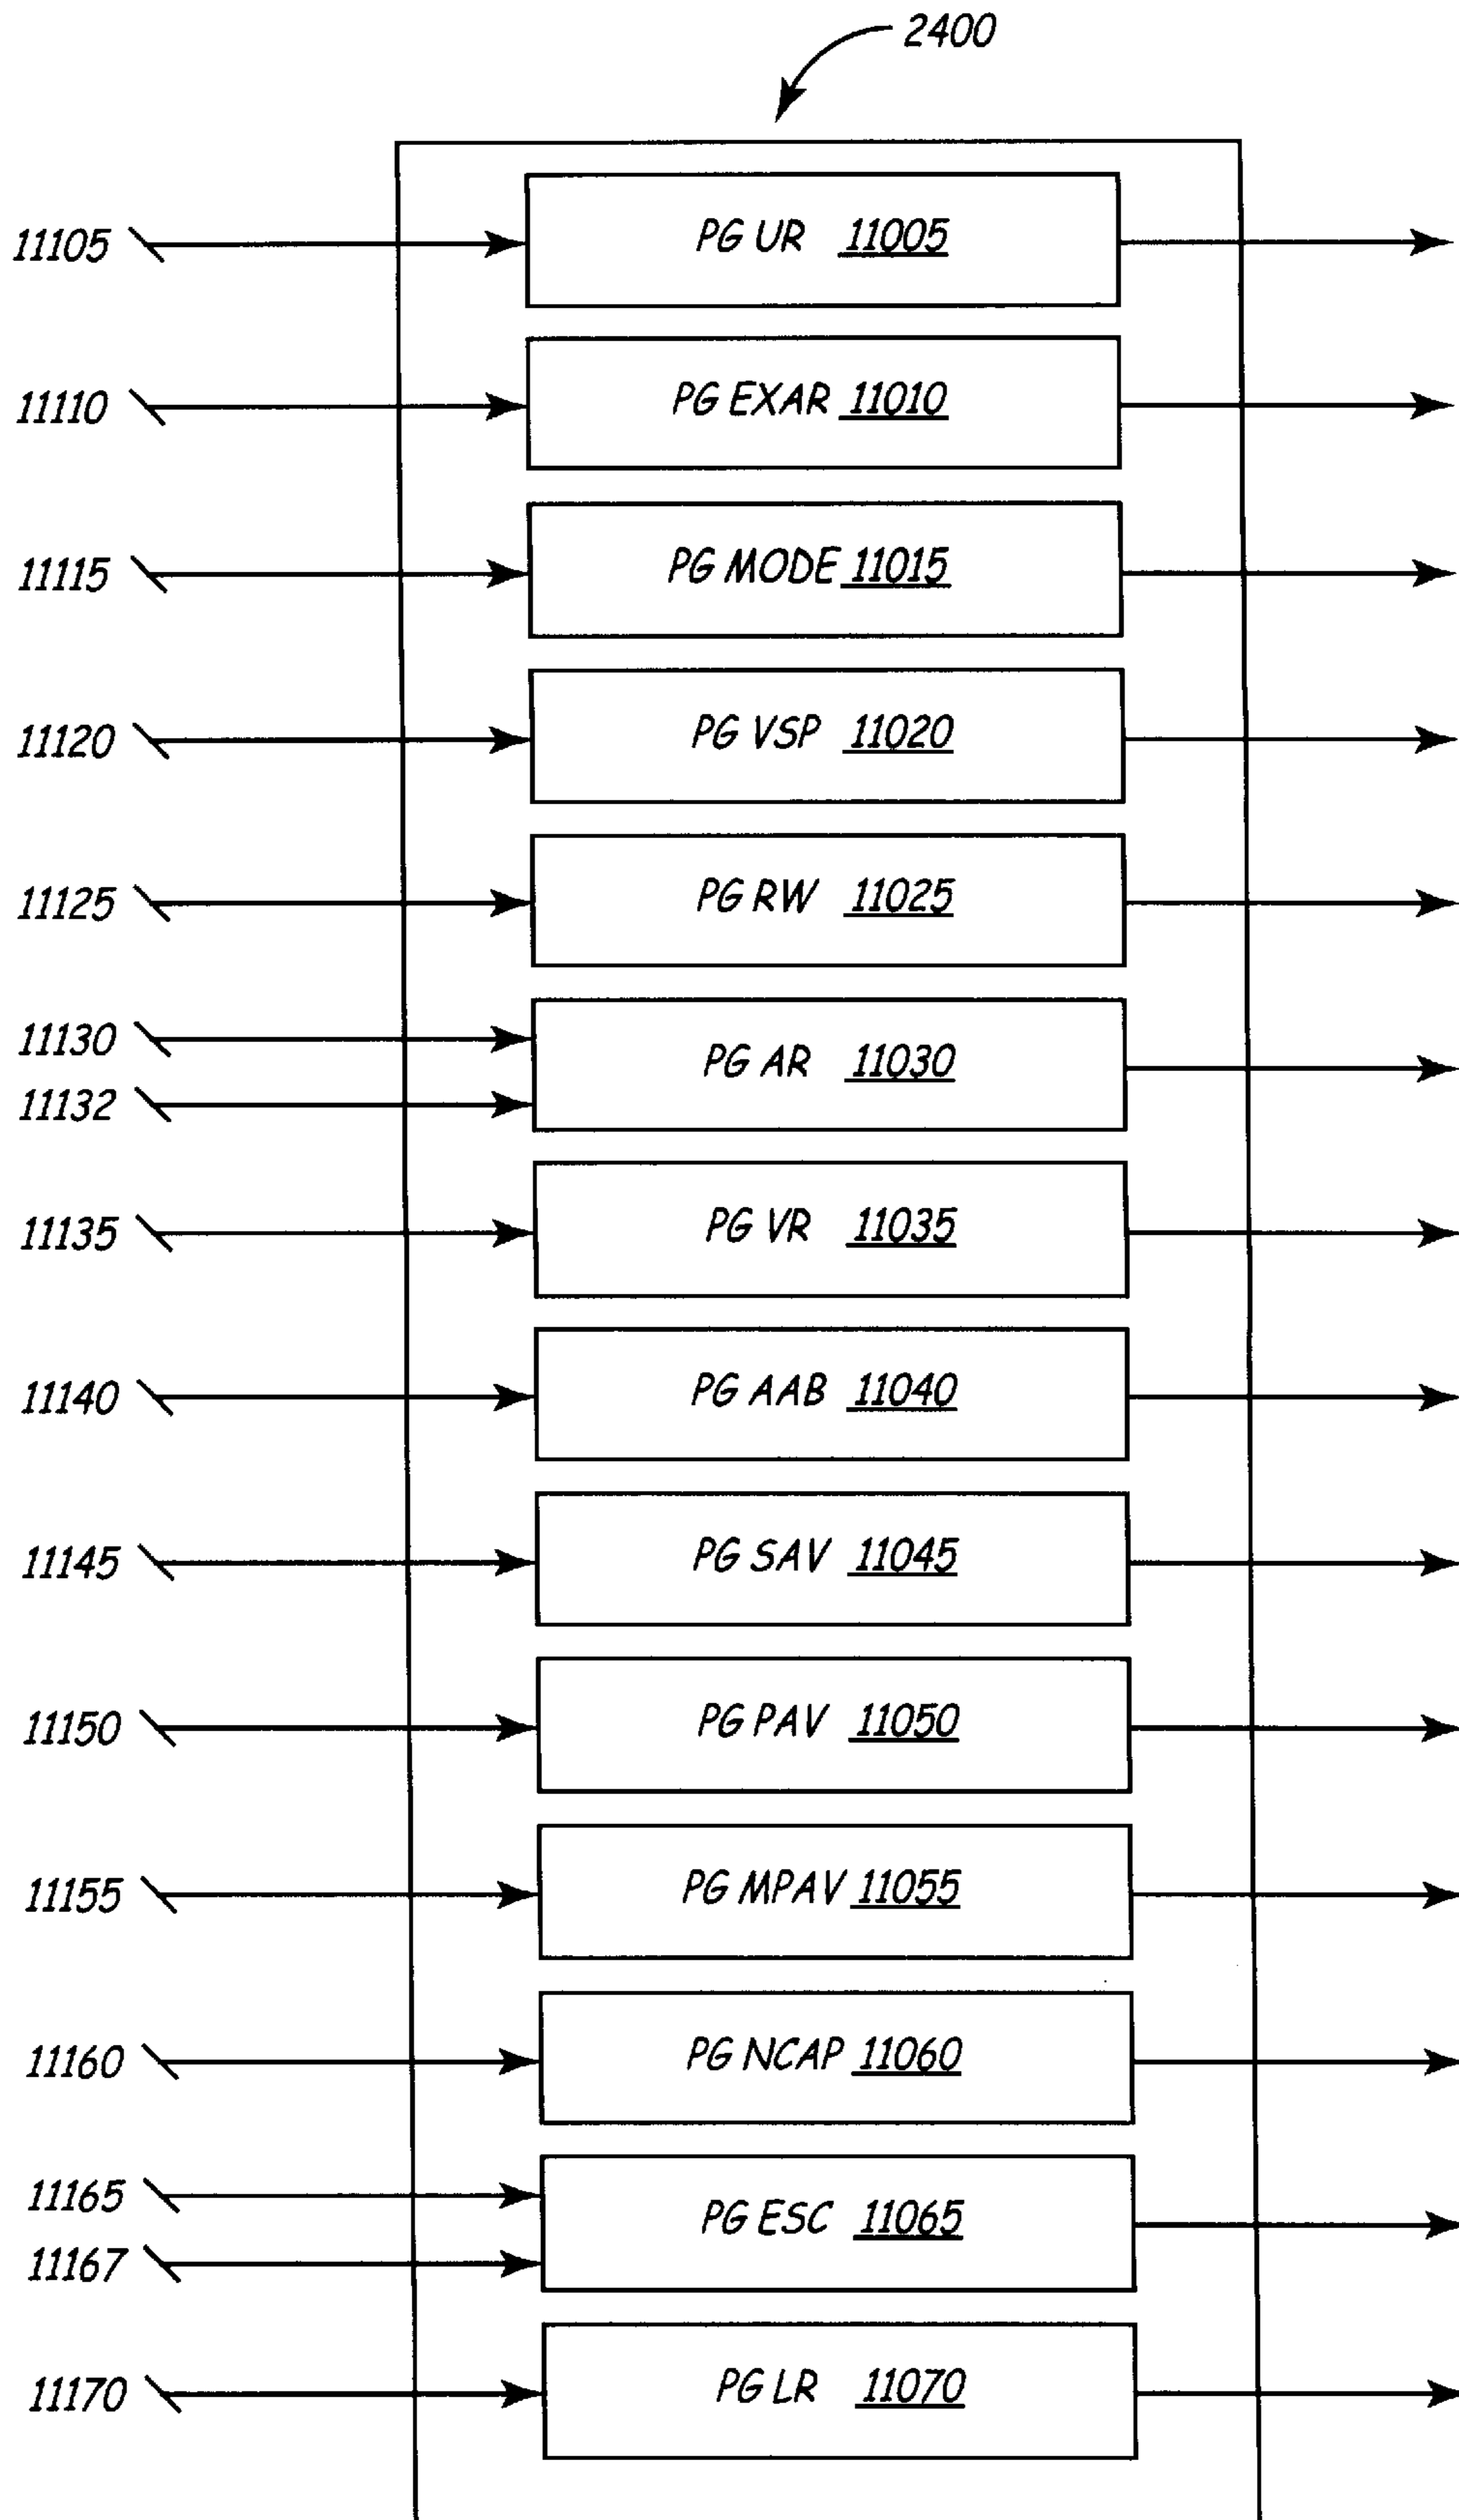 2400
11105 PG UR 11005
11110 PG EXAR 11010
11115 PG MODE 11015
11120 PG VSP 11020
11125 PG RW 11025
11130
PG AR 11030
11132
11135 PG VR 11035
11140 PG AAB 11040
11145 PG SAV 11045
11150 PG PAV 11050
11155 PG MPAV 11055
11160 PG NCAP 11060
11165
PG ESC 11065
11167
11170 PG LR 11070